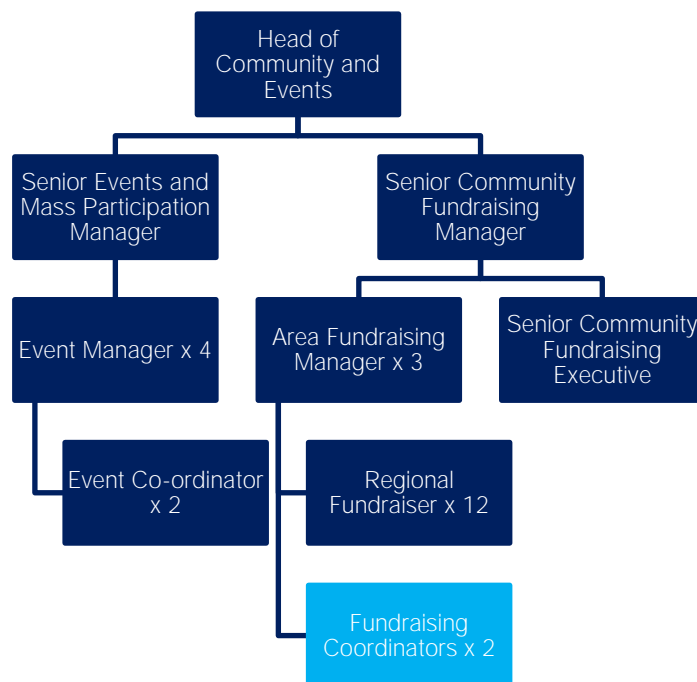 Head of
Community and
Events
Senior Events and
Mass Participation
Manager
Senior Community
Fundraising
Manager
Event Manager x 4
Area Fundraising
Manager x 3
Senior Community
Fundraising
Executive
Event Co-ordinator
x 2
Regional
Fundraiser x 12
Fundraising
Coordinators x 2